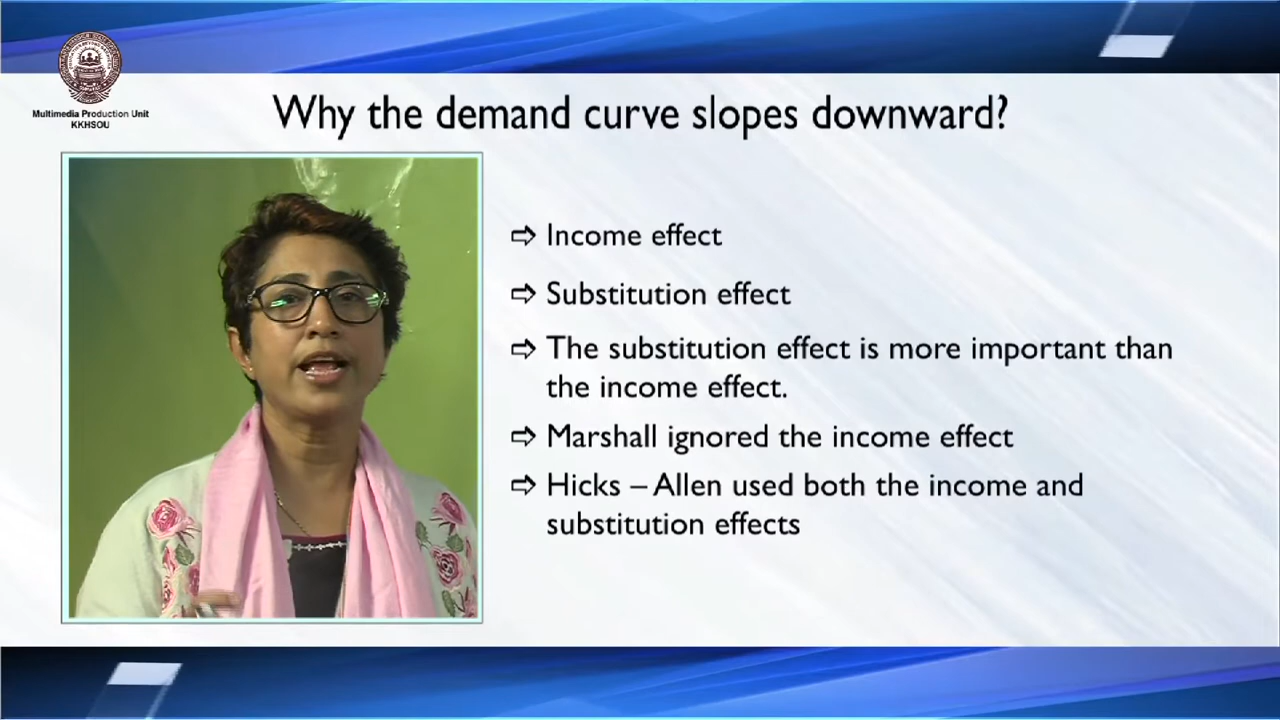 Multimedia Production Unit
KKHSOU
Why the demand curve slopes downward?
⇨ Income effect
⇨ Substitution effect
⇨ The substitution effect is more important than
the income effect.
⇨ Marshall ignored the income effect
⇨ Hicks – Allen used both the income and
substitution effects